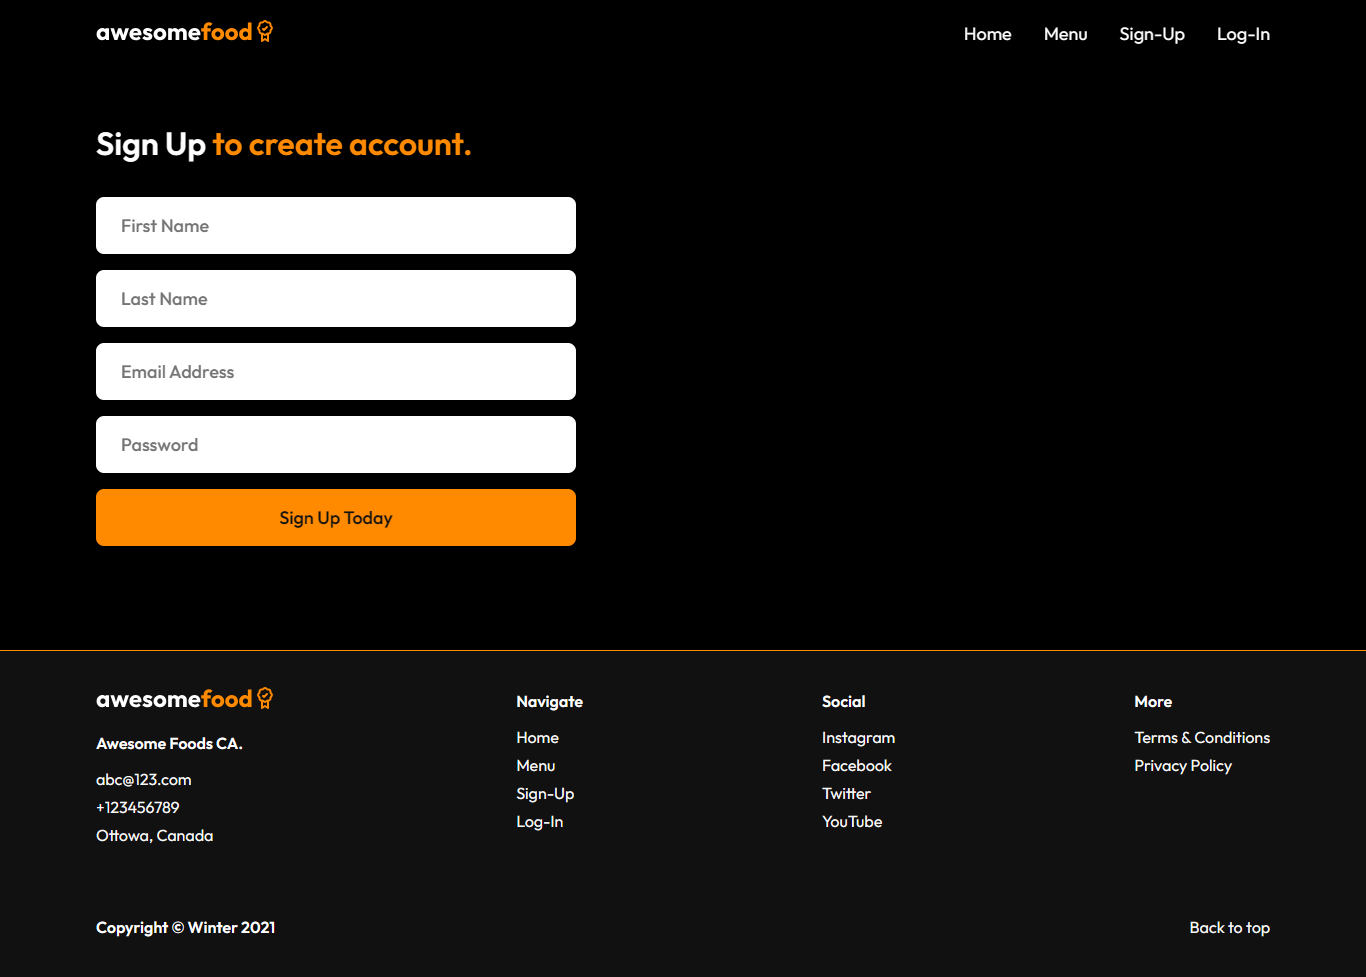 awesomefood
Home Menu Sign-Up Log-In
Sign Up to create account.
First Name
Last Name
Email Address
Password
Sign Up Today
awesomefood
Awesome Foods CA.
abc@123.com
+123456789
Ottowa, Canada
Navigate
Home
Menu
Sign-Up
Log-In
Social
Instagram
Facebook
Twitter
YouTube
More
Terms & Conditions
Privacy Policy
Copyright © Winter 2021
Back to top